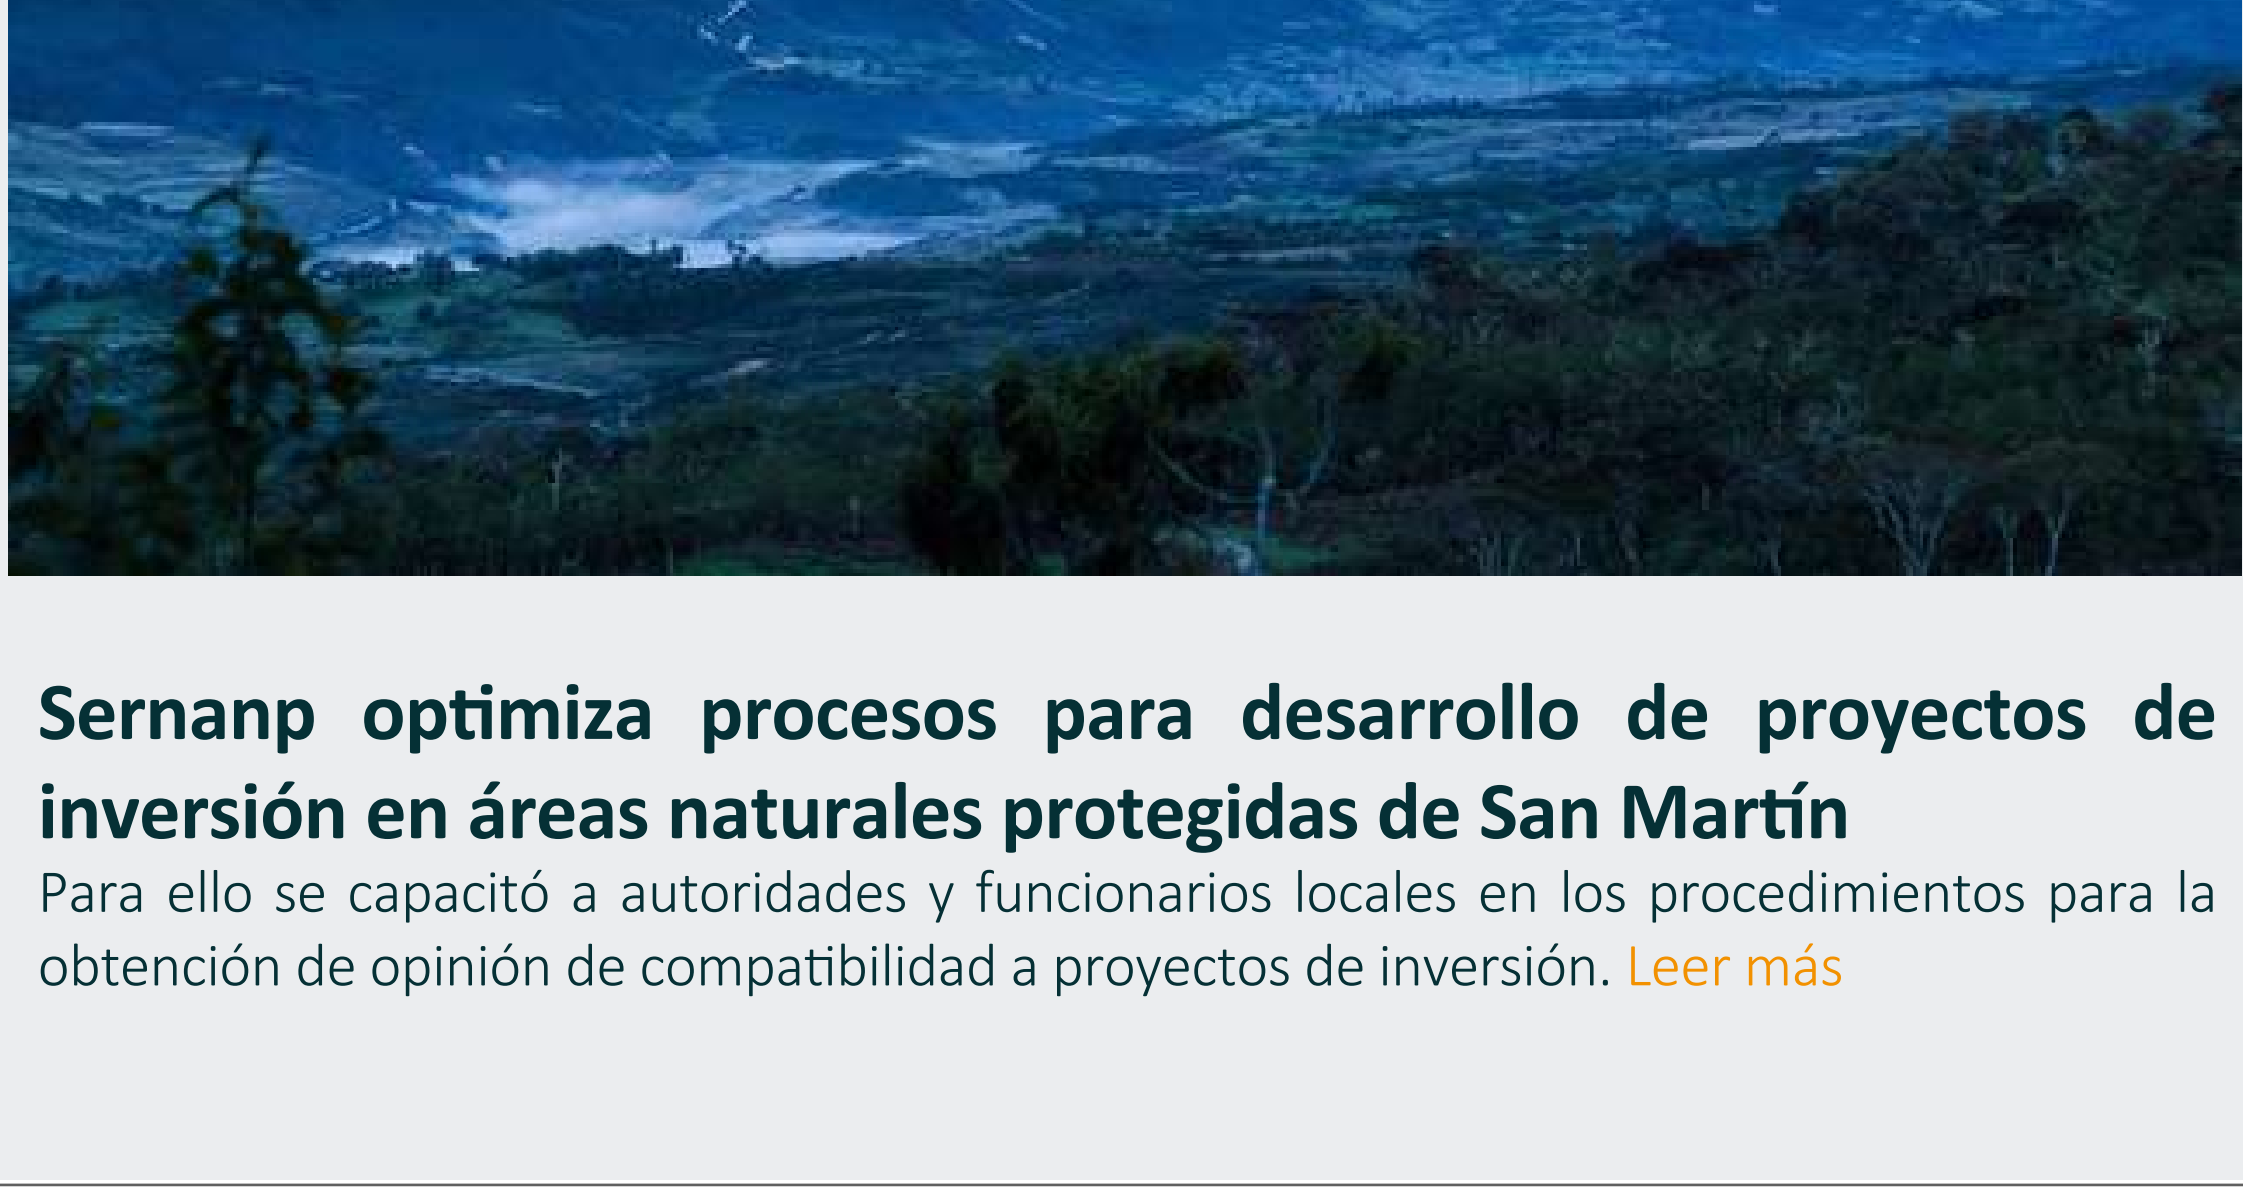 Sernanp optimiza procesos para desarrollo de proyectos de
inversión en áreas naturales protegidas de San Martín
Para ello se capacitó a autoridades y funcionarios locales en los procedimientos para la
obtención de opinión de compatibilidad a proyectos de inversión. Leer más